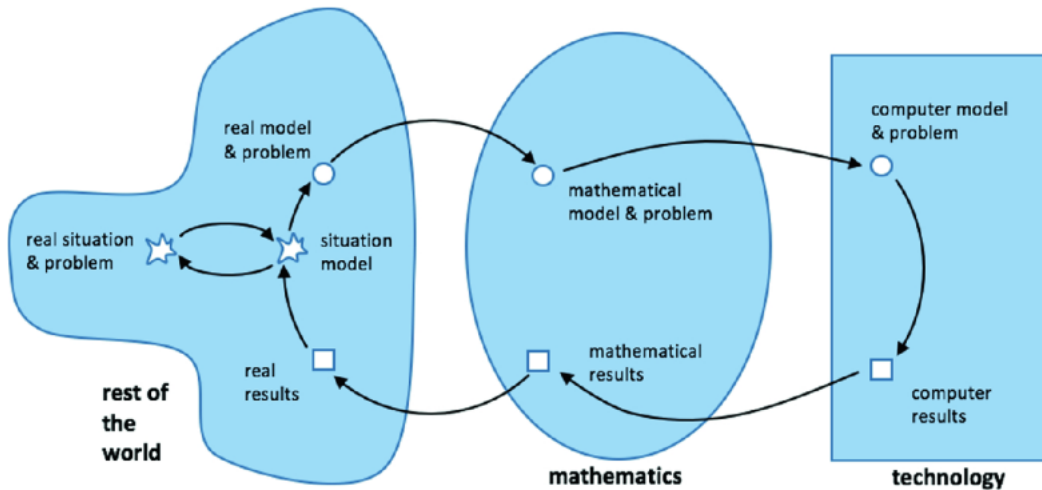 real model
& problem
real situation
& problem
situation
model
real
results
rest of
the
world
mathematical
model & problem
mathematical
results
mathematics
computer model
& problem
computer
results
technology